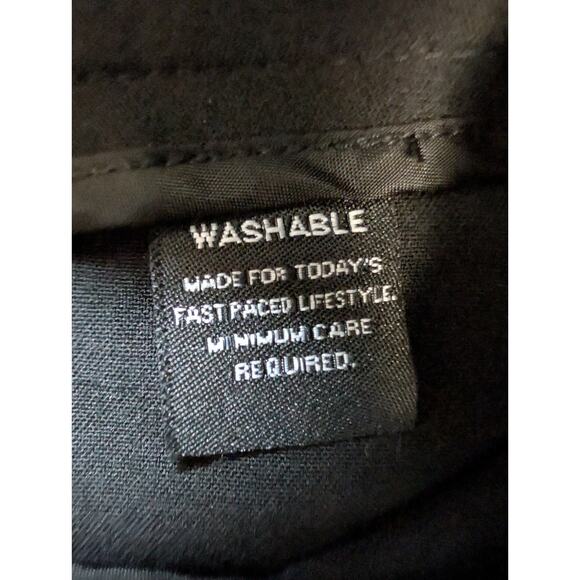 WASHABLE
MADE FOR TODAY'S
FAST PACED LIFESTYLE.
MINIMUM CARE
REQUIRED.